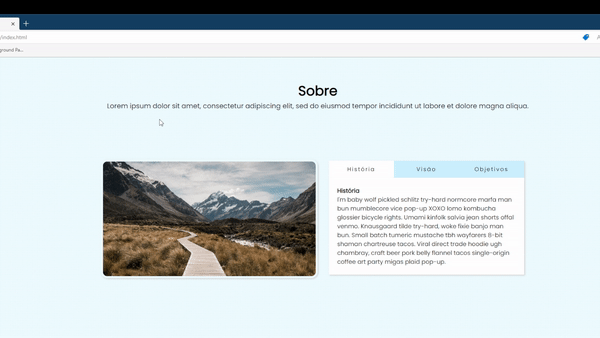 /index.html
ground Pa...
Sobre
Lorem ipsum dolor sit amet, consectetur adipiscing elit, sed do eiusmod tempor incididunt ut labore et dolore magna aliqua.
História Visão Objetivos
História
I'm baby wolf pickled schlitz try-hard normcore marfa man
bun mumblecore vice pop-up XOXO lomo kombucha
glossier bicycle rights. Umami kinfolk salvia jean shorts offal
venmo. Knausgaard tilde try-hard, woke fixie banjo man
bun. Small batch tumeric mustache tbh wayfarers 8-bit
shaman chartreuse tacos. Viral direct trade hoodie ugh
chambray, craft beer pork belly flannel tacos single-origin
coffee art party migas plaid pop-up.